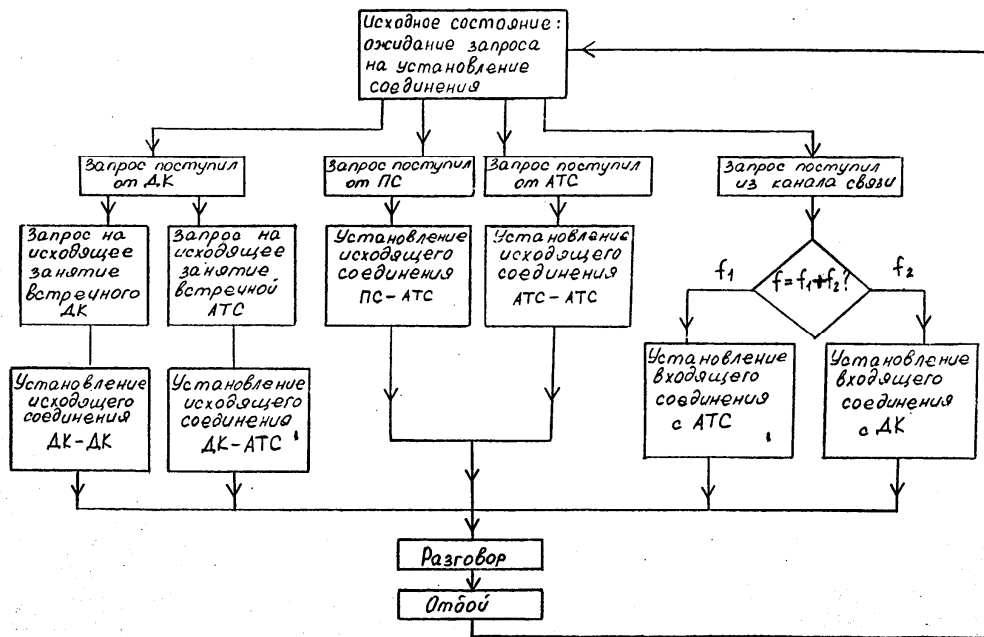 Исходное состояние:
ожидание запроса
на установление
соединения
Запрос поступил
от ДК
Запрос поступил
от ПС
Запрос поступил
от АТС
Запрос поступил
из канала связи
Запрос на
исходящее
занятие
встречного
ДК
Запрос на
исходящее
занятие
встречной
АТС
Установление
исходящего
соединения
ПС-АТС
Установление
исходящего
соединения
АТС-АТС
f1
f=f1+f2?
f2
Установление
исходящего
соединения
ДК-ДК
Установление
исходящего
соединения
ДК-АТС
Установление
входящего
соединения
с АТС
Установление
входящего
соединения
с ДК
Разговор
Отбой